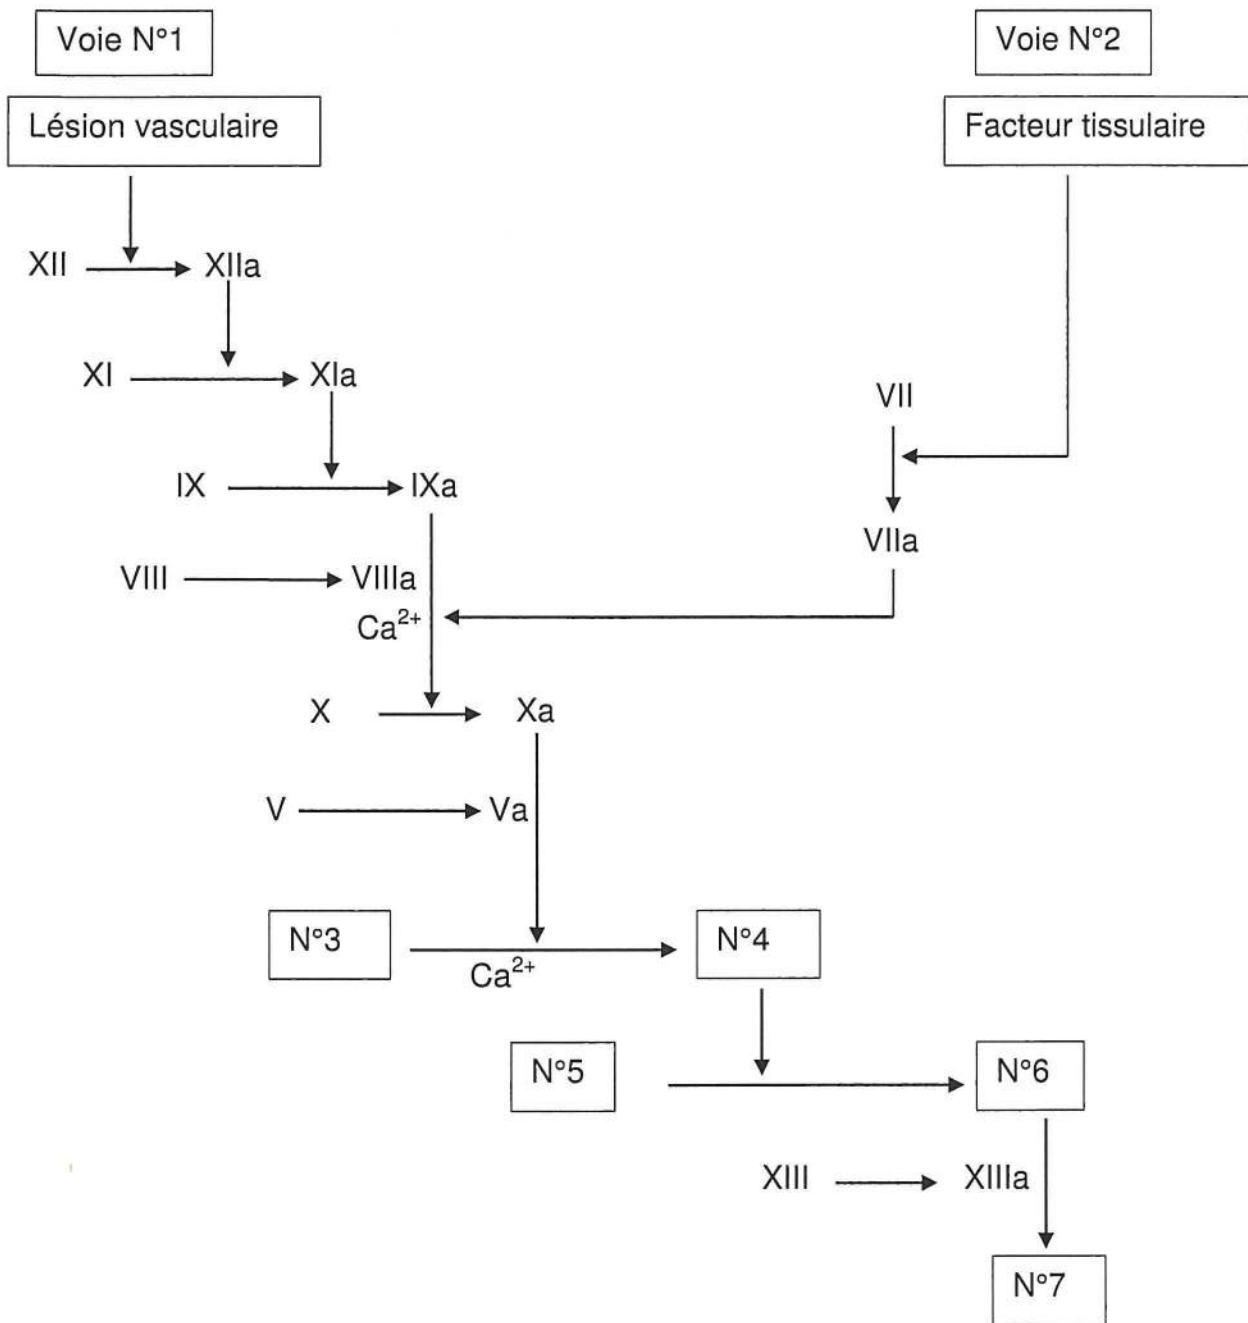 Voie N°1
Voie N°2
Lésion vasculaire
Facteur tissulaire
XII
XIIa
XI
XIa
VII
IX
IXa
VIIa
VIII
VIIIa
Ca²⁺
X
Xa
V
Va
N°3
N°4
Ca²⁺
N°5
N°6
XIII
XIIIa
N°7